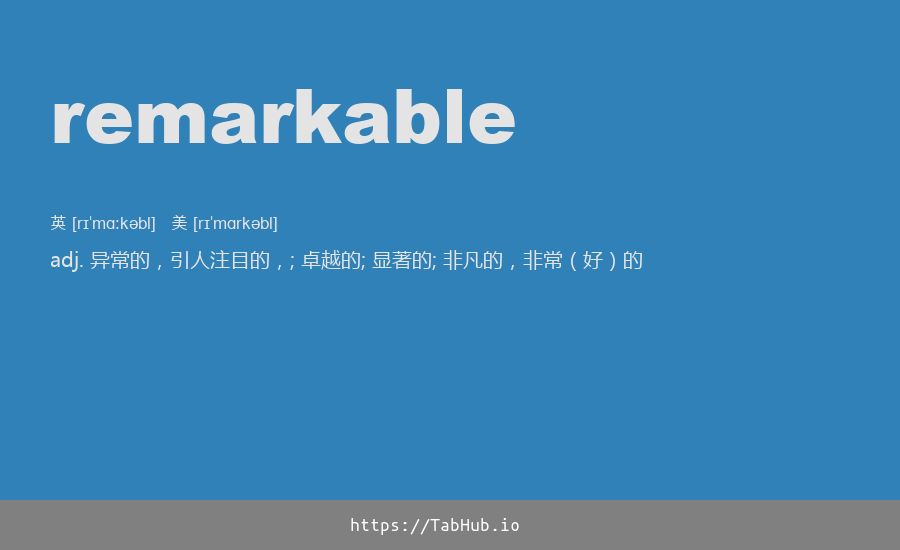 remarkable
英 [rɪˈmɑːkəbl] 美 [rɪˈmɑrkəbl]
adj. 异常的，引人注目的，; 卓越的; 显著的; 非凡的，非常（好）的
https://TabHub.io